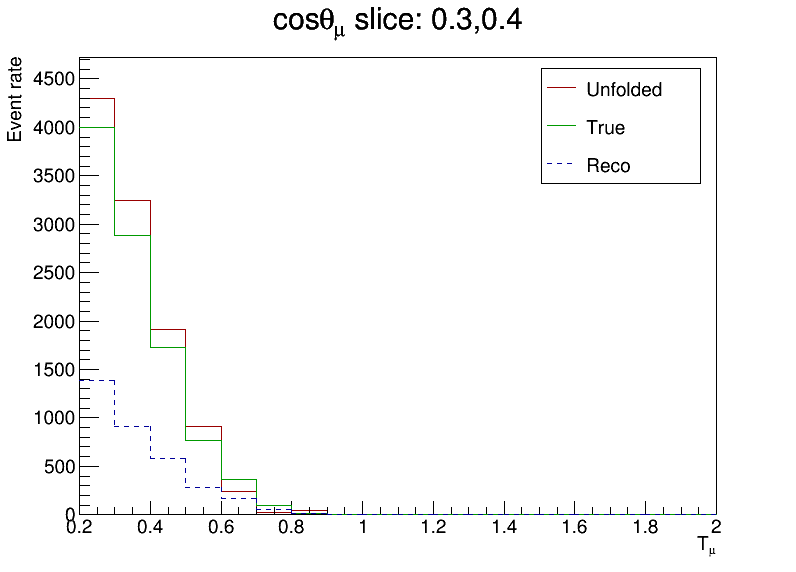 cosθμ slice: 0.3,0.4
Event rate
4500
4000
3500
3000
2500
2000
1500
1000
500
0
Unfolded
True
Reco
0.2 0.4 0.6 0.8 1 1.2 1.4 1.6 1.8 2
Tμ